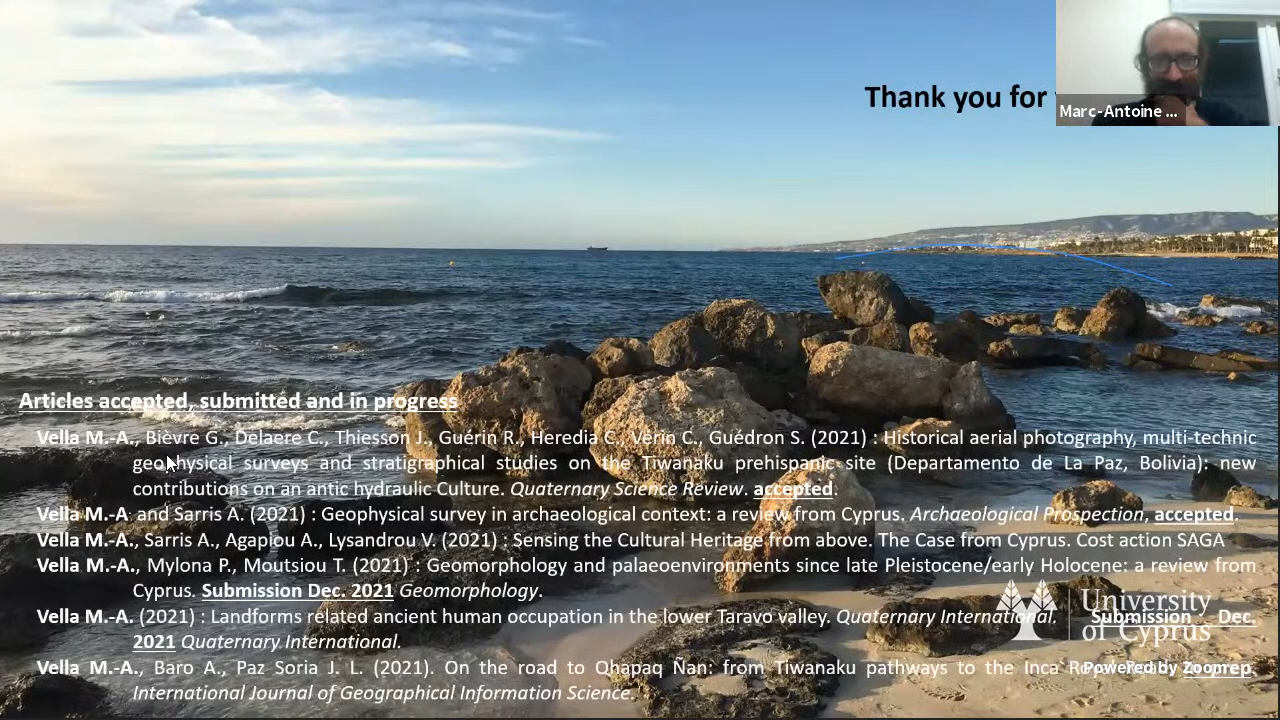 Thank you for
Marc-Antoine ...
Articles accepted, submitted and in progress
Vella M.-A., Bièvre G., Delaere C., Thiesson J., Guérin R., Heredia C., Vérin C., Guédron S. (2021) : Historical aerial photography, multi-technic
geophysical surveys and stratigraphical studies on the Tiwanaku prehispanic site (Departamento de La Paz, Bolivia): new
contributions on an antic hydraulic Culture. Quaternary Science Review. accepted.
Vella M.-A and Sarris A. (2021) : Geophysical survey in archaeological context: a review from Cyprus. Archaeological Prospection, accepted.
Vella M.-A., Sarris A., Agapiou A., Lysandrou V. (2021) : Sensing the Cultural Heritage from above. The Case from Cyprus. Cost action SAGA
Vella M.-A., Mylona P., Moutsiou T. (2021) : Geomorphology and palaeoenvironments since late Pleistocene/early Holocene: a review from
Cyprus. Submission Dec. 2021 Geomorphology.
Vella M.-A. (2021) : Landforms related ancient human occupation in the lower Taravo valley. Quaternary International. Submission Dec.
2021 Quaternary International.
Vella M.-A., Baro A., Paz Soria J. L. (2021). On the road to Qhapaq Ñan: from Tiwanaku pathways to the Inca
International Journal of Geographical Information Science.
University
of Cyprus
Powered by Zoom